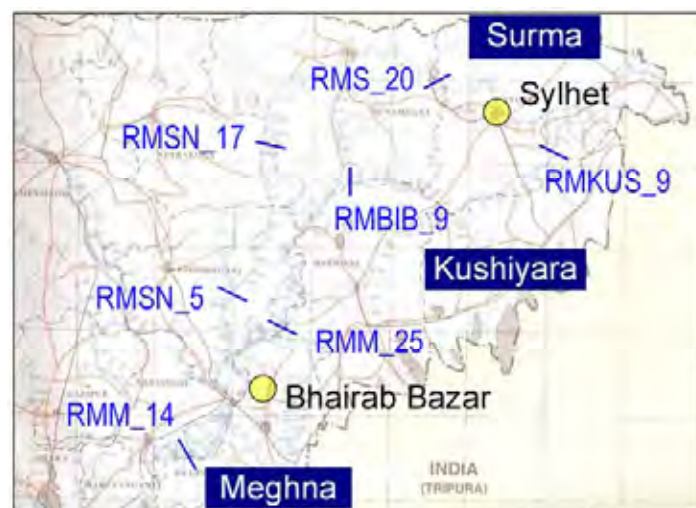 Surma
RMS_20
Sylhet
RMSN_17
RMKUS_9
RMBIB_9
Kushiyara
RMSN_5
RMM_25
Bhairab Bazar
RMM_14
INDIA
(TRIPURA)
Meghna